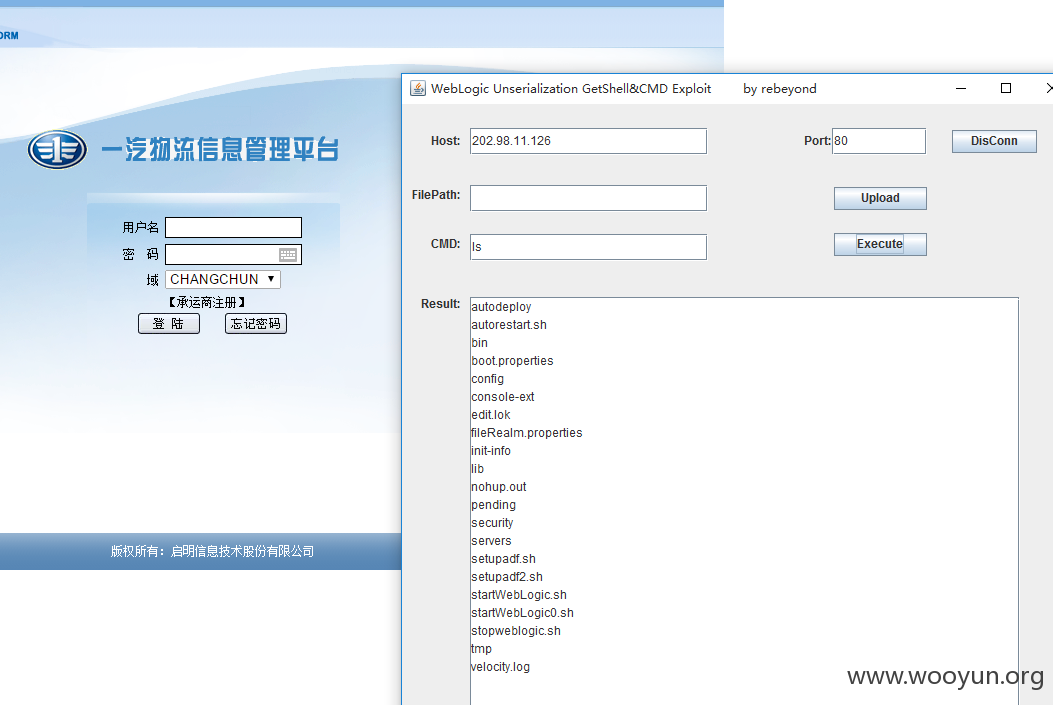 ORM
一汽物流信息管理平台
用户名
密 码
域 CHANGCHUN
【承运商注册】
登 陆 忘记密码
版权所有：启明信息技术股份有限公司
WebLogic Unserialization GetShell&CMD Exploit by rebeyond
Host: 202.98.11.126 Port: 80 DisConn
FilePath: Upload
CMD: ls Execute
Result:
autodeploy
autorestart.sh
bin
boot.properties
config
console-ext
edit.lok
fileRealm.properties
init-info
lib
nohup.out
pending
security
servers
setupadf.sh
setupadf2.sh
startWebLogic.sh
startWebLogic0.sh
stopweblogic.sh
tmp
velocity.log
www.wooyun.org